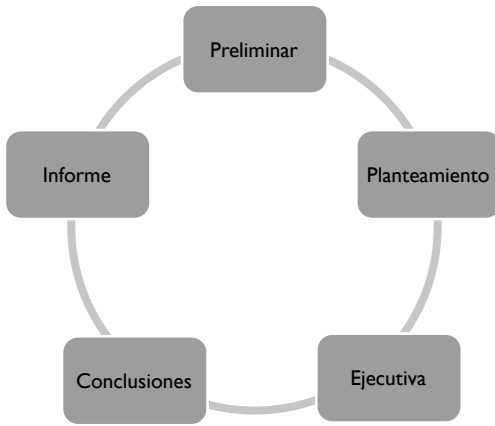 Preliminar
Planteamiento
Ejecutiva
Conclusiones
Informe